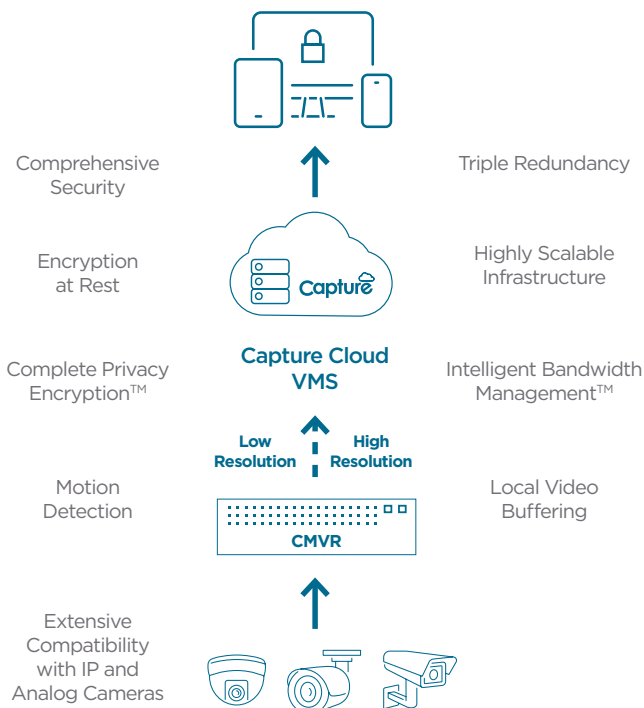 Comprehensive
Security
Triple Redundancy
Encryption
at Rest
Capture
Highly Scalable
Infrastructure
Complete Privacy
Encryption™
Capture Cloud
VMS
Intelligent Bandwidth
Management™
Low
Resolution
High
Resolution
Motion
Detection
CMVR
Local Video
Buffering
Extensive
Compatibility
with IP and
Analog Cameras